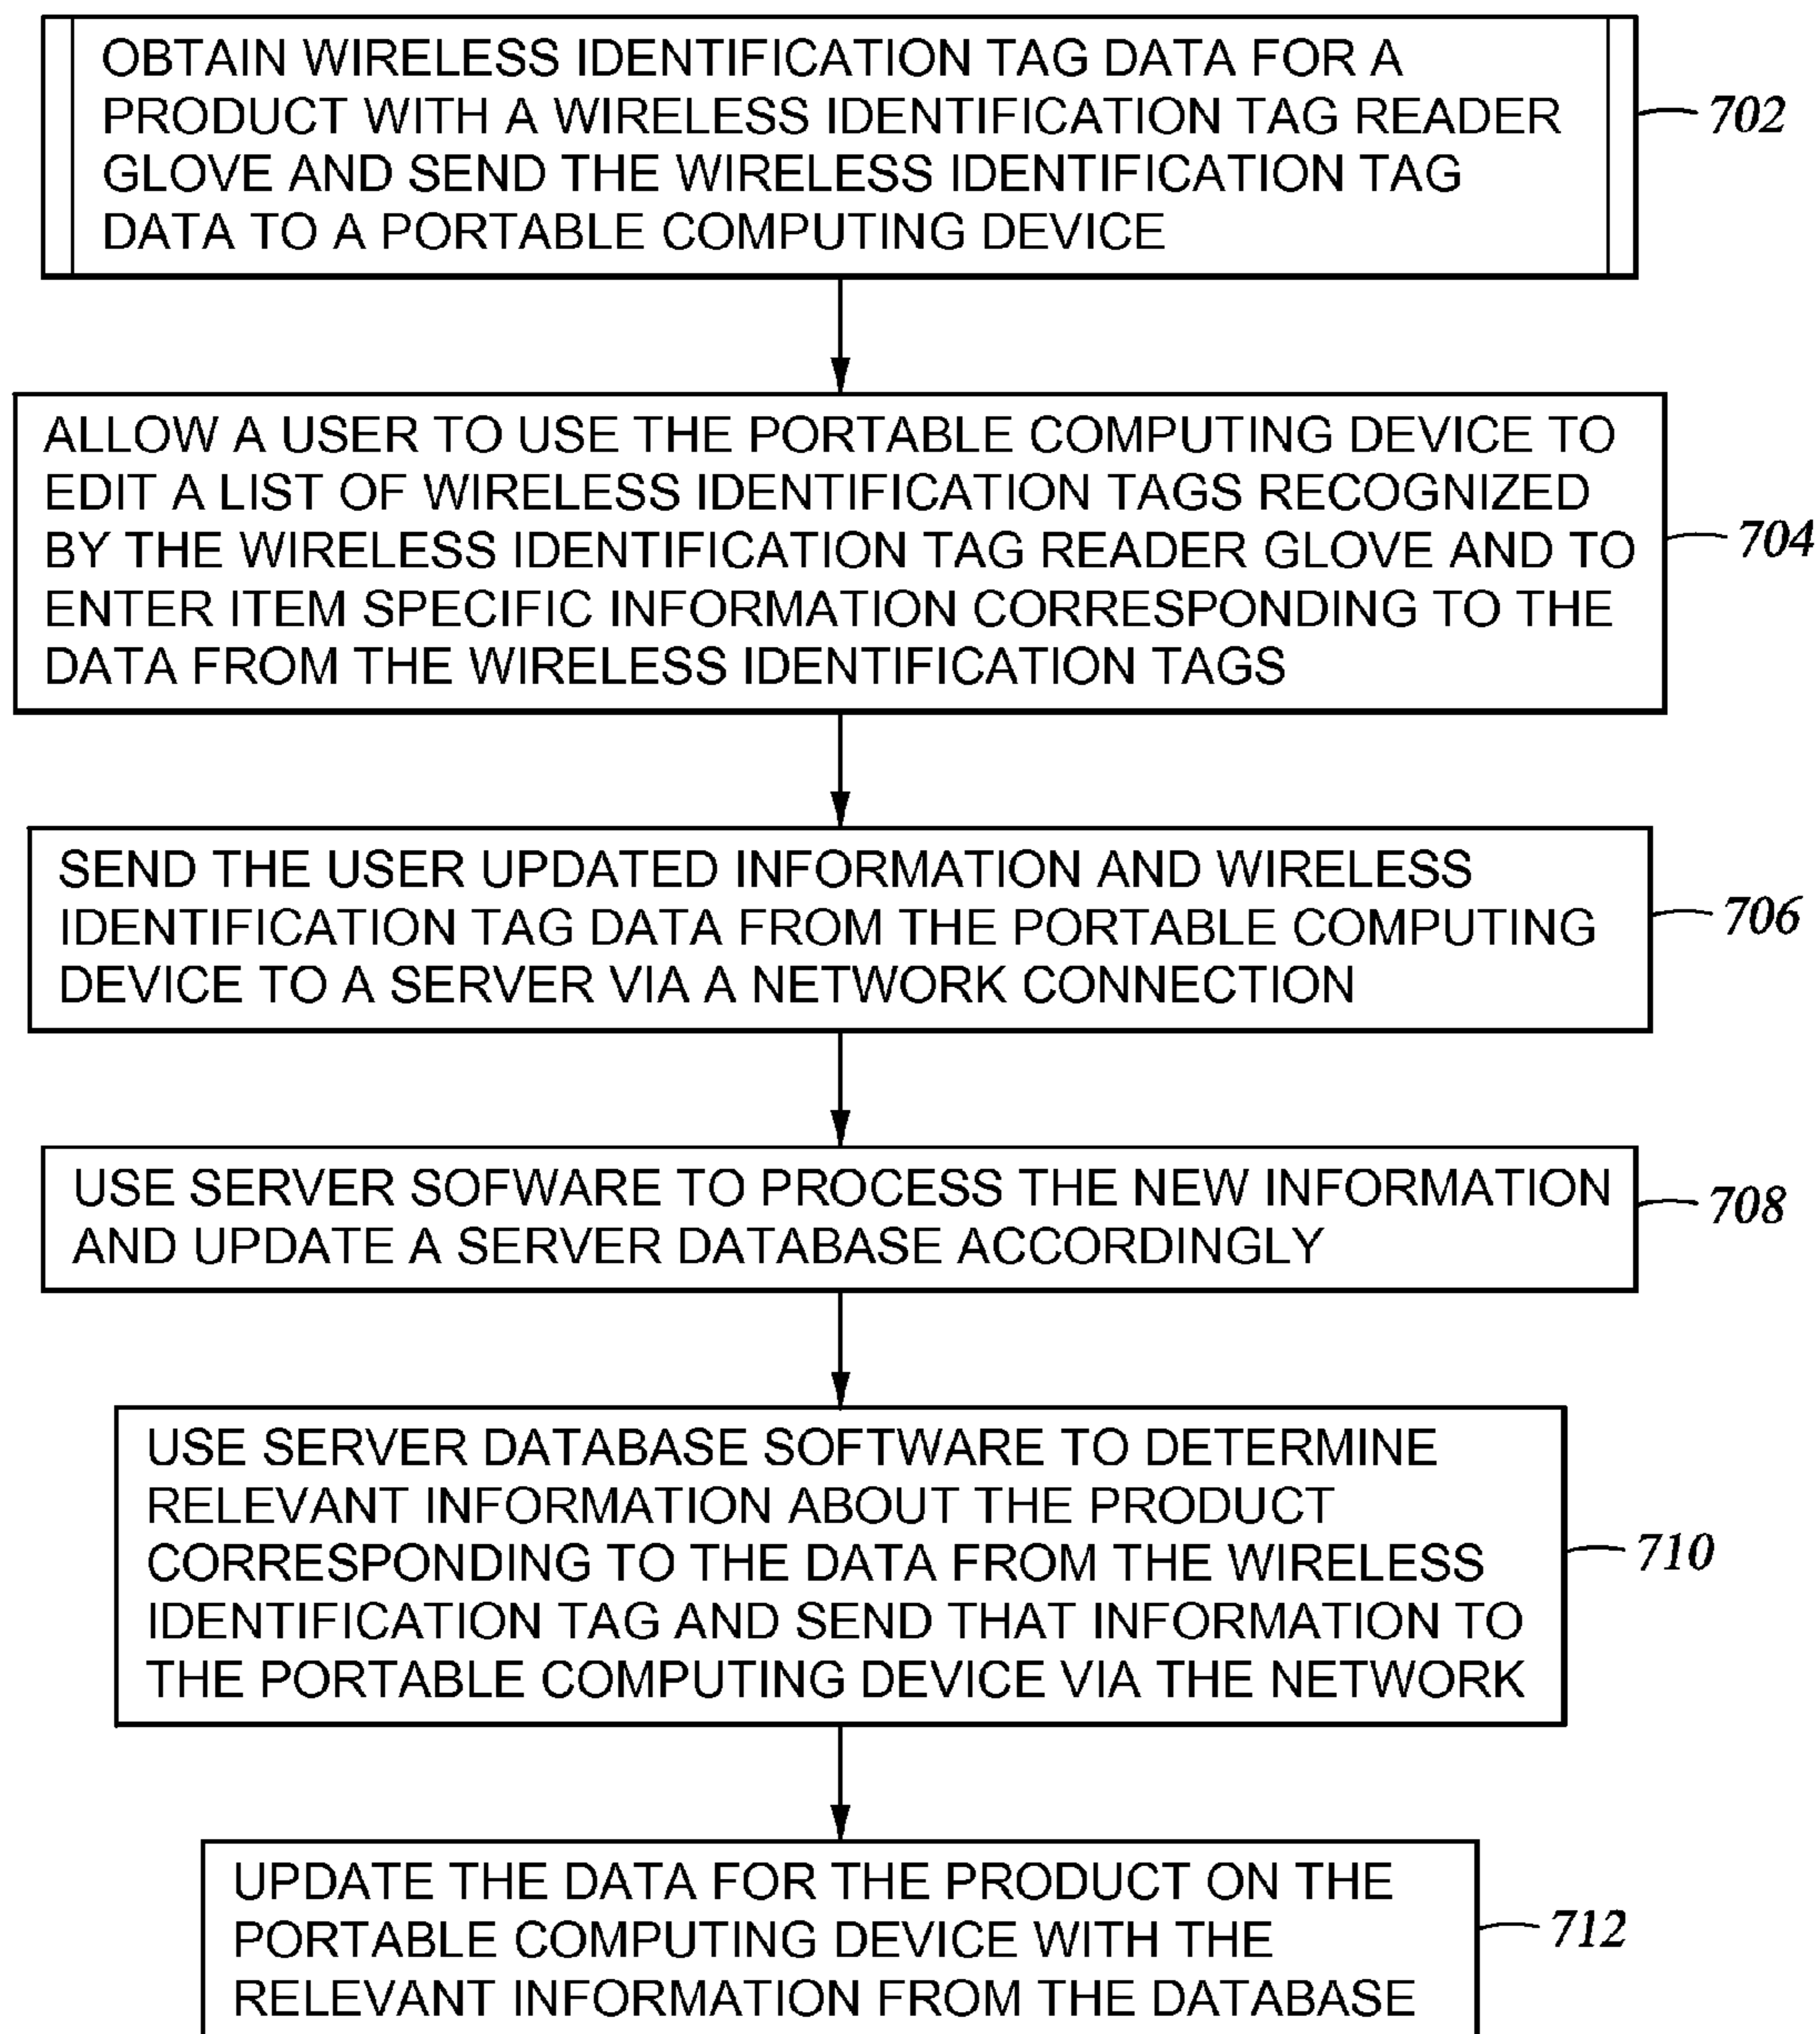 OBTAIN WIRELESS IDENTIFICATION TAG DATA FOR A
PRODUCT WITH A WIRELESS IDENTIFICATION TAG READER
GLOVE AND SEND THE WIRELESS IDENTIFICATION TAG
DATA TO A PORTABLE COMPUTING DEVICE
702
ALLOW A USER TO USE THE PORTABLE COMPUTING DEVICE TO
EDIT A LIST OF WIRELESS IDENTIFICATION TAGS RECOGNIZED
BY THE WIRELESS IDENTIFICATION TAG READER GLOVE AND TO
ENTER ITEM SPECIFIC INFORMATION CORRESPONDING TO THE
DATA FROM THE WIRELESS IDENTIFICATION TAGS
704
SEND THE USER UPDATED INFORMATION AND WIRELESS
IDENTIFICATION TAG DATA FROM THE PORTABLE COMPUTING
DEVICE TO A SERVER VIA A NETWORK CONNECTION
706
USE SERVER SOFWARE TO PROCESS THE NEW INFORMATION
AND UPDATE A SERVER DATABASE ACCORDINGLY
708
USE SERVER DATABASE SOFTWARE TO DETERMINE
RELEVANT INFORMATION ABOUT THE PRODUCT
CORRESPONDING TO THE DATA FROM THE WIRELESS
IDENTIFICATION TAG AND SEND THAT INFORMATION TO
THE PORTABLE COMPUTING DEVICE VIA THE NETWORK
710
UPDATE THE DATA FOR THE PRODUCT ON THE
PORTABLE COMPUTING DEVICE WITH THE
RELEVANT INFORMATION FROM THE DATABASE
712